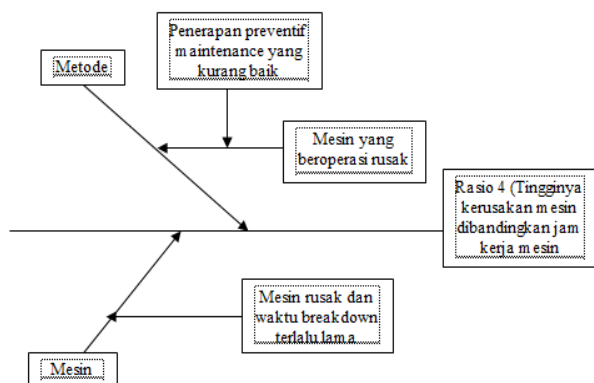 Penerapan preventif
maintenance yang
kurang baik
Metode
Mesin yang
beroperasi rusak
Rasio 4 (Tingginya
kerusakan mesin
dibandingkan jam
kerja mesin
Mesin rusak dan
waktu breakdown
terlalu lama
Mesin